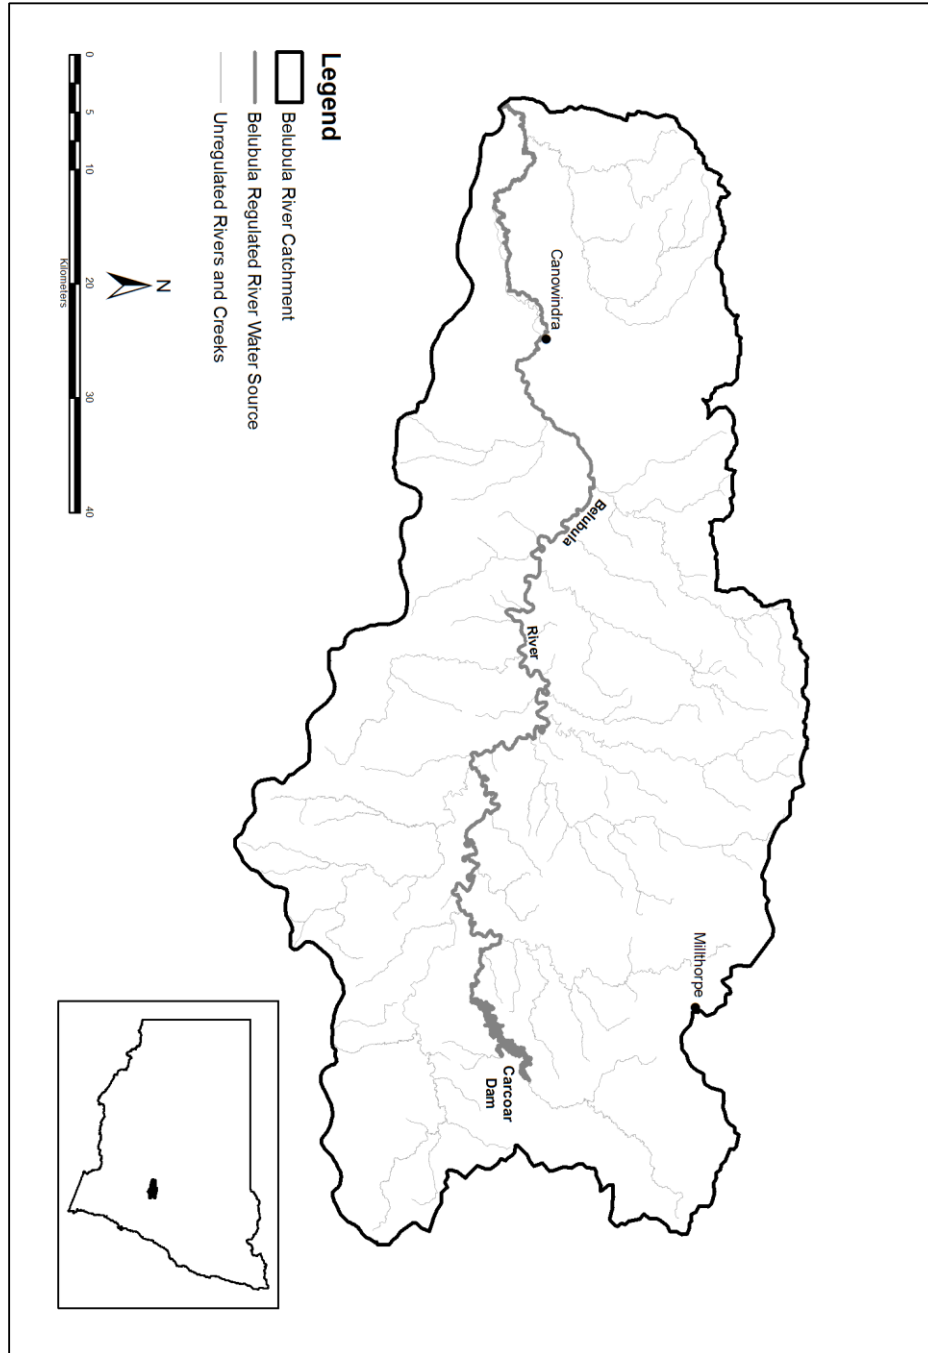 Canowindra
Belubula
River
Millthorpe
Carcoar
Dam
Legend
Belubula River Catchment
Belubula Regulated River Water Source
Unregulated Rivers and Creeks
N
0 5 10 20 30 40
Kilometers